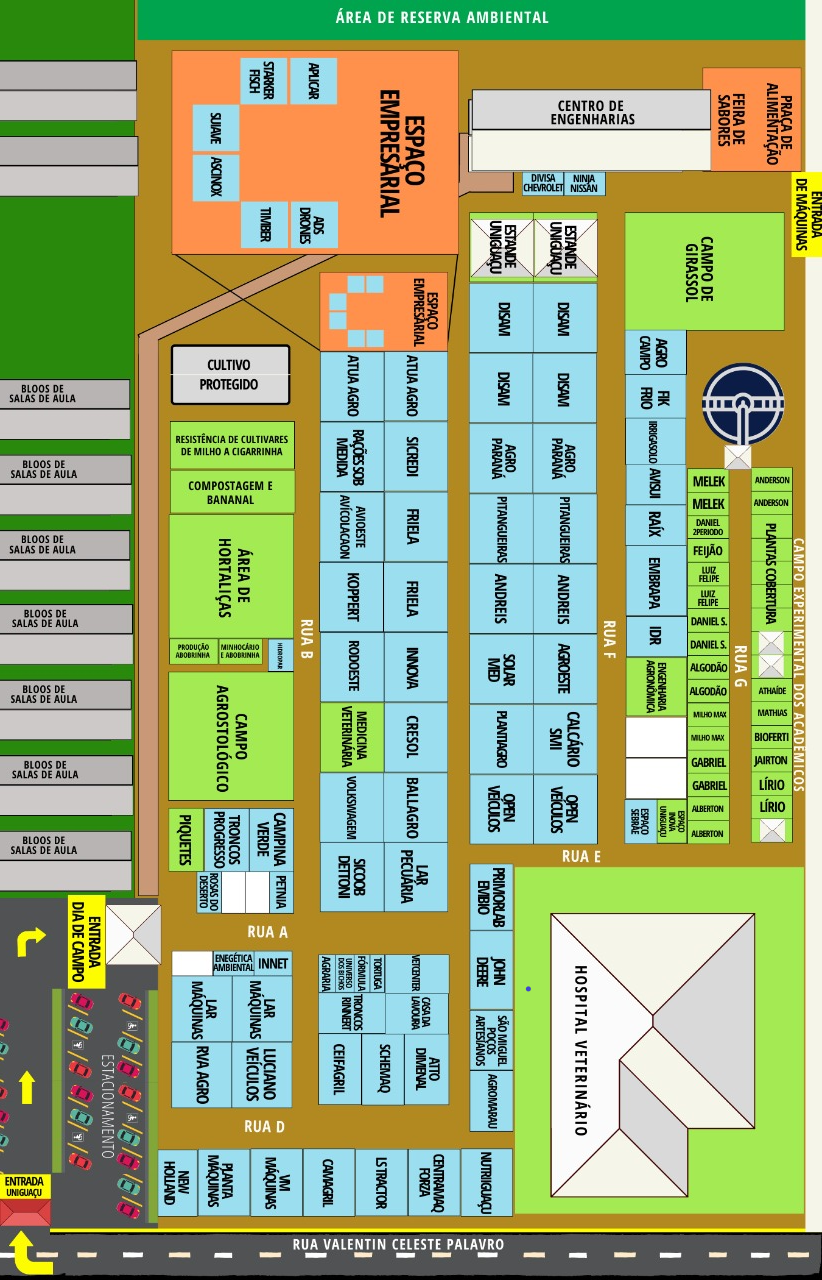 ÁREA DE RESERVA AMBIENTAL
STARKER
FISCH
APLICAR
SUAVE
ASCINOX
TIMBER
ADS
DRONES
ESPAÇO
EMPRESARIAL
CENTRO DE
ENGENHARIAS
PRAÇA DE
ALIMENTAÇÃO
FEIRA DE
SABORES
DIVISA
CHEVROLET
NINJA
NISSAN
ENTRADA
DE MÁQUINAS
ESTANDE
UNIGUAÇU
ESTANDE
UNIGUAÇU
CAMPO DE
GIRASSOL
ESPAÇO
EMPRESARIAL
CULTIVO
PROTEGIDO
RESISTÊNCIA DE CULTIVARES
DE MILHO A CIGARRINHA
COMPOSTAGEM E
BANANAL
ÁREA DE
HORTALIÇAS
PRODUÇÃO
ABOBRINHA
MINHOCÁRIO
E ABOBRINHA
HIDROPAR
CAMPO
AGROSTOLÓGICO
PIQUETES
TRONCOS
PROGRESSO
CAMPINA
VERDE
ROSAS DO
DESERTO
PETNIA
RUA B
ATUA AGRO
ATUA AGRO
RAÇÕES SOB
MEDIDA
SICREDI
AVIOESTE
AVÍCOLACAON
FRIELA
KOPPERT
FRIELA
RODOESTE
INNOVA
MEDICINA
VETERINÁRIA
CRESOL
VOLKSWAGEM
BALLAGRO
SICOOB
DETTONI
LAR
PECUÁRIA
DISAM
DISAM
DISAM
DISAM
AGRO
PARANÁ
AGRO
PARANÁ
PITANGUEIRAS
PITANGUEIRAS
ANDREIS
ANDREIS
SOLAR
MED
AGROESTE
PLANTIAGRO
CALCÁRIO
SIMI
OPEN
VEÍCULOS
OPEN
VEÍCULOS
RUA F
AGRO
CAMPO
FIK
FRIO
IRRIGASOLO
AWSUI
RAÍX
EMBRAPA
IDR
ENGENHARIA
AGRONÔMICA
ESPAÇO
SEBRAE
ESPAÇO
INOVA
UNIGUAÇU
MELEK
MELEK
DANIEL
2PERIODO
FEIJÃO
LUIZ
FELIPE
LUIZ
FELIPE
DANIEL S.
DANIEL S.
ALGODÃO
ALGODÃO
MILHO MAX
MILHO MAX
GABRIEL
GABRIEL
ALBERTON
ALBERTON
RUA G
ANDERSON
ANDERSON
PLANTAS COBERTURA
ATHAÍDE
MATHIAS
BIOFERTI
JAIRTON
LÍRIO
LÍRIO
CAMPO EXPERIMENTAL DOS ACADÊMICOS
BLOOS DE
SALAS DE AULA
BLOOS DE
SALAS DE AULA
BLOOS DE
SALAS DE AULA
BLOOS DE
SALAS DE AULA
BLOOS DE
SALAS DE AULA
BLOOS DE
SALAS DE AULA
BLOOS DE
SALAS DE AULA
RUA E
RUA A
ENTRADA
DIA DE CAMPO
ENEGÉTICA
AMBIENTAL
INNET
LAR
MÁQUINAS
LAR
MÁQUINAS
RVA AGRO
LUCIANO
VEÍCULOS
AGRARIA
UNIVERSO
DOS BICHOS
FÓRMULA
TORTUGA
VETCENTER
TRONCOS
RINNERT
CASA DA
LAVOURA
CEIFAGRIL
SCHEMAQ
ATTO
DIMENAL
PRIMORLAB
EMBIO
JOHN
DEERE
SÃO MIGUEL
POÇOS
ARTESIANOS
AGROMARAU
HOSPITAL VETERINÁRIO
ESTACIONAMENTO
RUA D
NEW
HOLLAND
PLANTA
MÁQUINAS
VM
MÁQUINAS
CAMAGRIL
LS TRACTOR
CENTRAMAQ
FORZA
NUTRIIGUAÇU
ENTRADA
UNIGUAÇU
RUA VALENTIN CELESTE PALAVRO